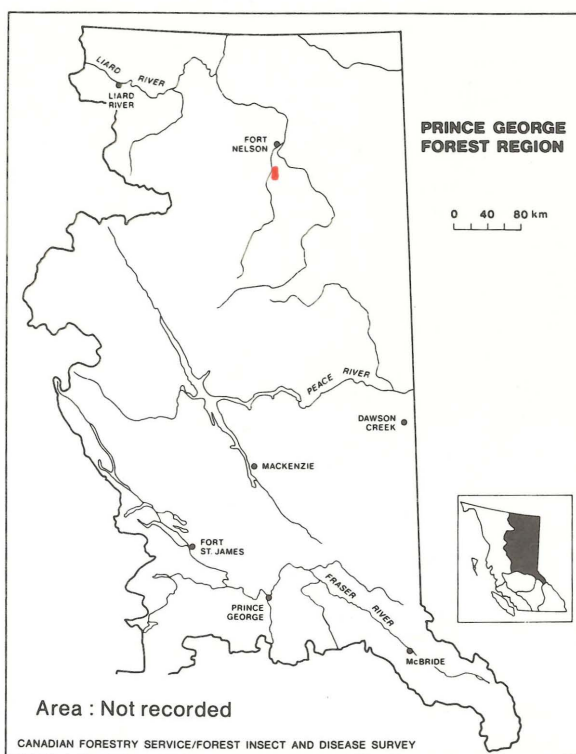 LIARD RIVER
LIARD
RIVER
FORT
NELSON
PRINCE GEORGE
FOREST REGION
0 40 80 km
PEACE RIVER
DAWSON
CREEK
MACKENZIE
FORT
ST. JAMES
PRINCE
GEORGE
FRASER RIVER
McBRIDE
Area : Not recorded
CANADIAN FORESTRY SERVICE/FOREST INSECT AND DISEASE SURVEY